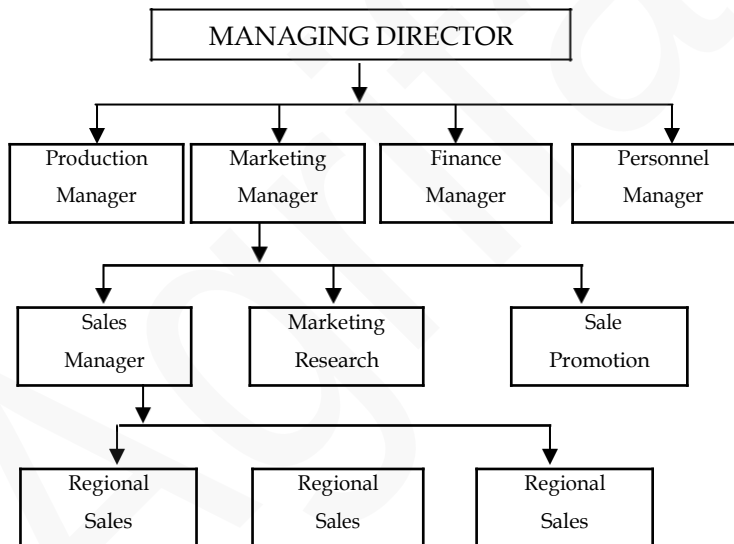 MANAGING DIRECTOR
Production
Manager
Marketing
Manager
Finance
Manager
Personnel
Manager
Sales
Manager
Marketing
Research
Sale
Promotion
Regional
Sales
Regional
Sales
Regional
Sales